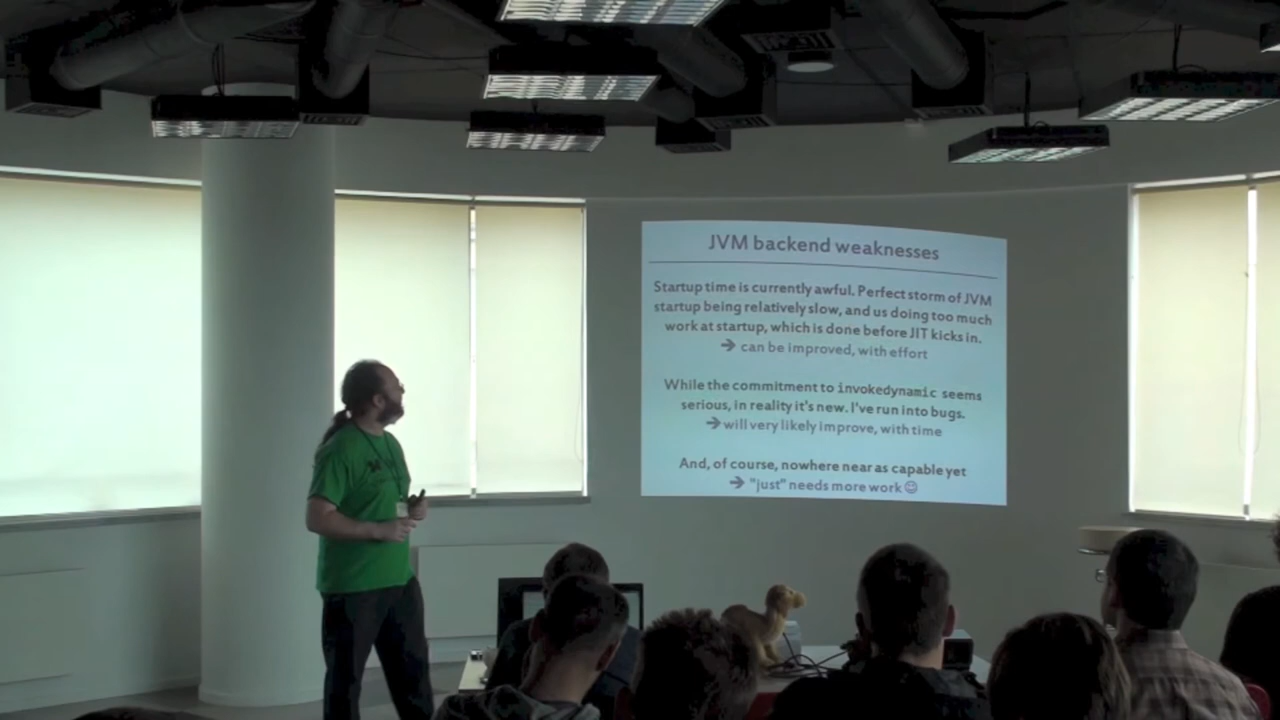 JVM backend weaknesses
Startup time is currently awful. Perfect storm of JVM
startup being relatively slow, and us doing too much
work at startup, which is done before JIT kicks in.
➔ can be improved, with effort
While the commitment to invokedynamic seems
serious, in reality it's new. I've run into bugs.
➔ will very likely improve, with time
And, of course, nowhere near as capable yet
➔ "just" needs more work ☺